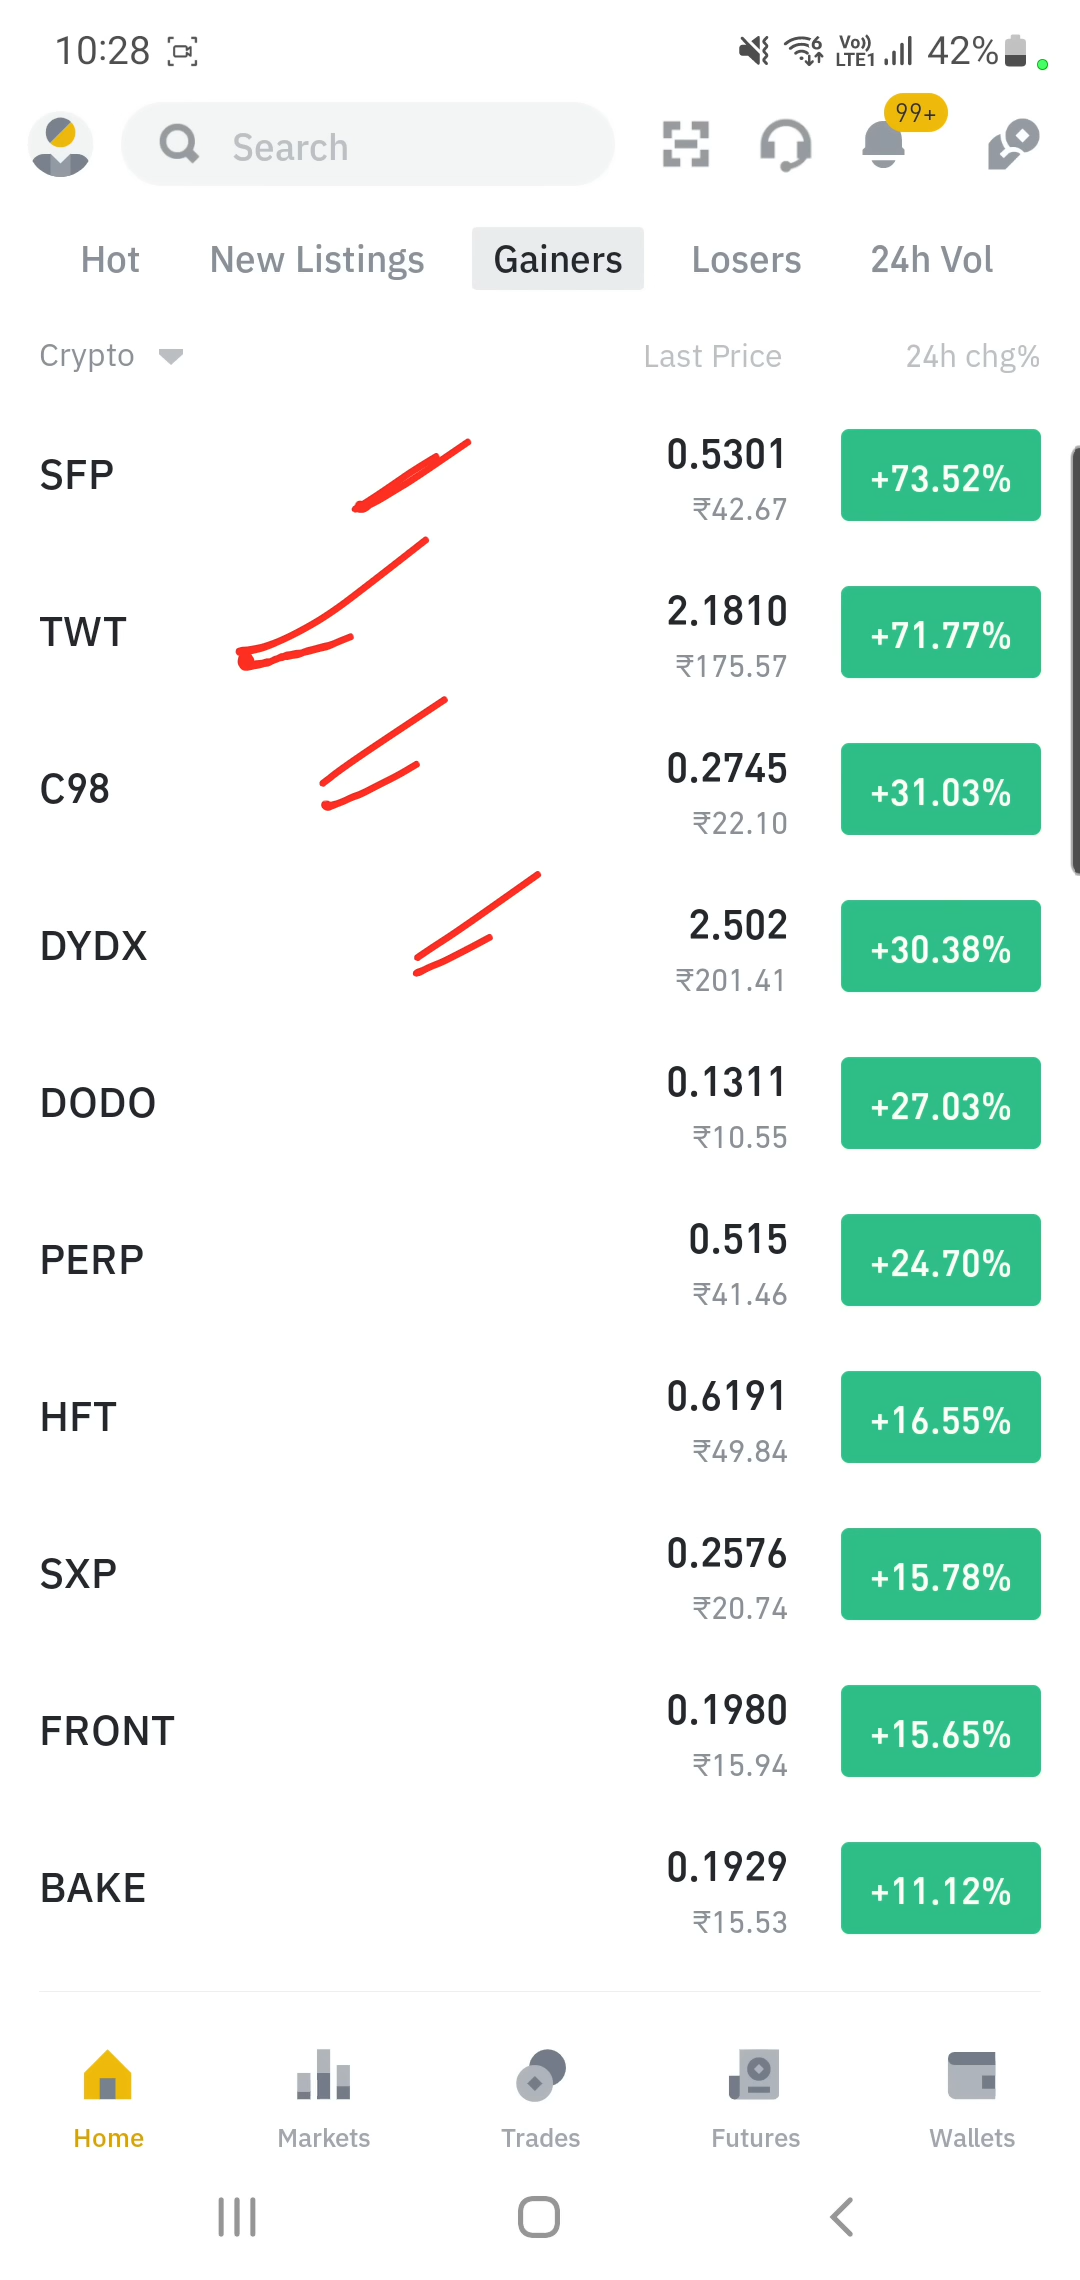 10:28 6 Vo)) LTE1 42%
Search 99+
Hot New Listings Gainers Losers 24h Vol
Crypto Last Price 24h chg%
SFP 0.5301 +73.52%
₹42.67
TWT 2.1810 +71.77%
₹175.57
C98 0.2745 +31.03%
₹22.10
DYDX 2.502 +30.38%
₹201.41
DODO 0.1311 +27.03%
₹10.55
PERP 0.515 +24.70%
₹41.46
HFT 0.6191 +16.55%
₹49.84
SXP 0.2576 +15.78%
₹20.74
FRONT 0.1980 +15.65%
₹15.94
BAKE 0.1929 +11.12%
₹15.53
Home Markets Trades Futures Wallets